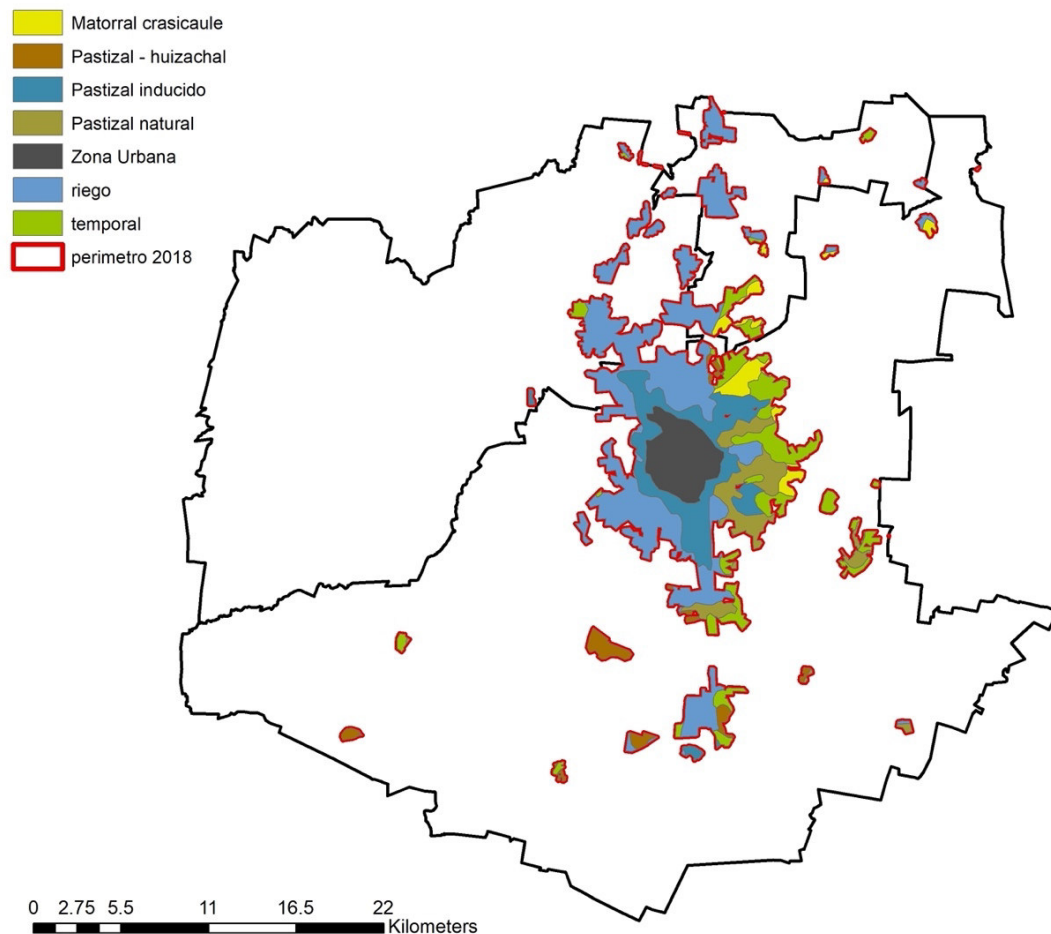 Matorral crasicaule
Pastizal - huizachal
Pastizal inducido
Pastizal natural
Zona Urbana
riego
temporal
perimetro 2018
0 2.75 5.5 11 16.5 22
Kilometers